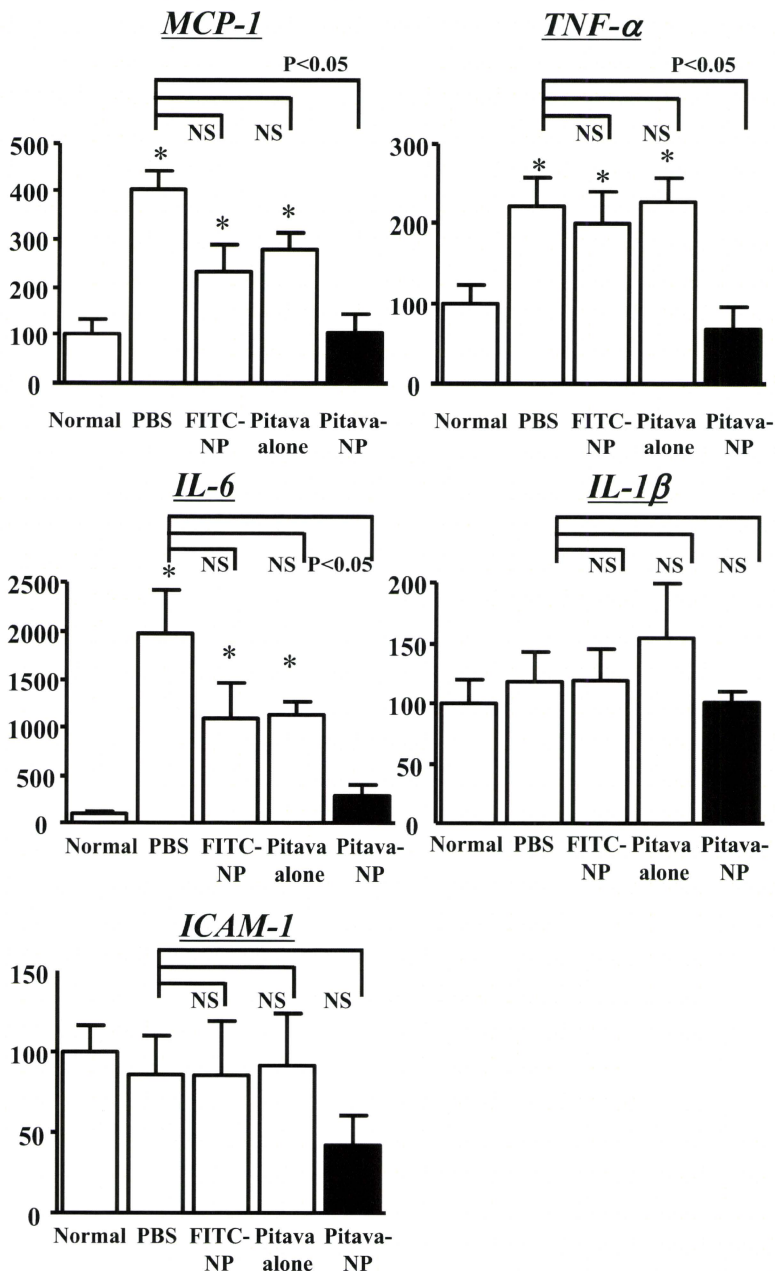 MCP-1
P<0.05
NS NS
500
400
300
200
100
0
* * *
Normal PBS FITC-NP Pitava alone Pitava-NP
TNF-α
P<0.05
NS NS
300
200
100
0
* * *
Normal PBS FITC-NP Pitava alone Pitava-NP
IL-6
NS NS P<0.05
2500
2000
1500
1000
500
0
* * *
Normal PBS FITC-NP Pitava alone Pitava-NP
IL-1β
NS NS NS
200
150
100
50
0
Normal PBS FITC-NP Pitava alone Pitava-NP
ICAM-1
NS NS NS
150
100
50
0
Normal PBS FITC-NP Pitava alone Pitava-NP